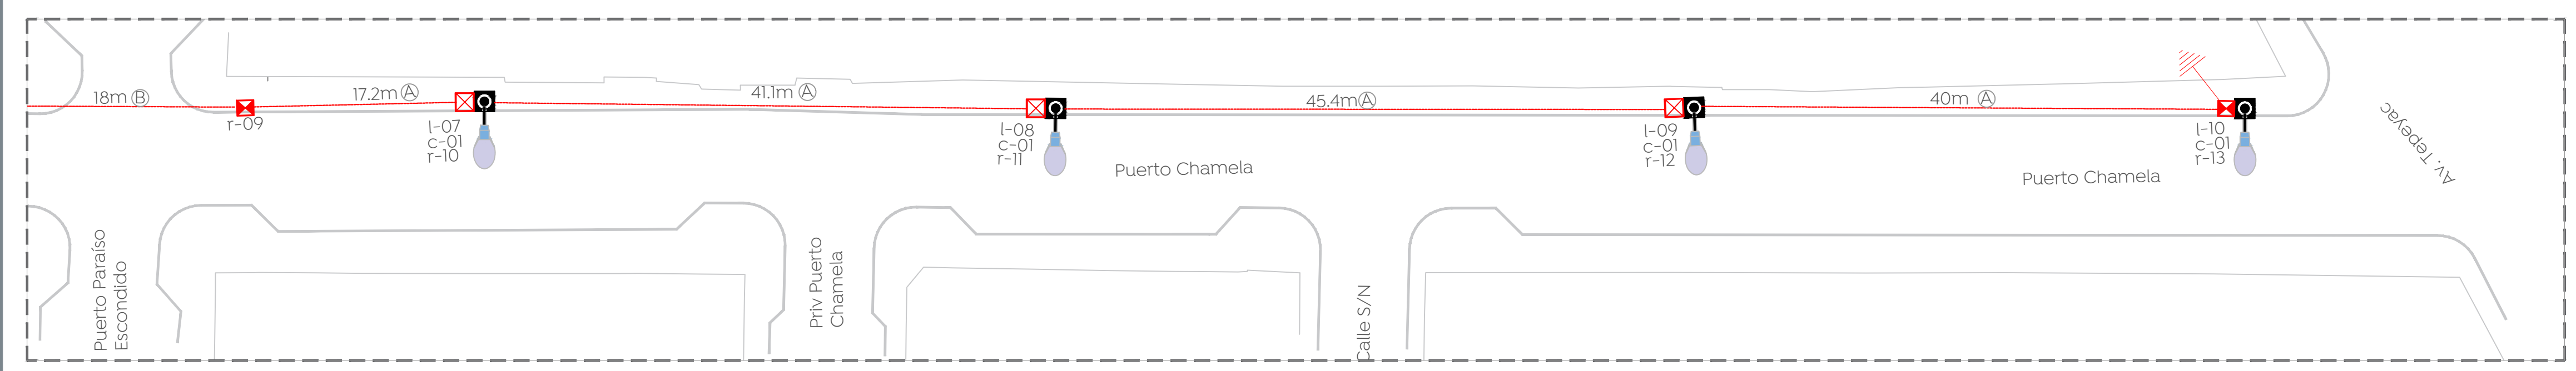 18m B
r-09
17.2m A
l-07
c-01
r-10
41.1m A
l-08
c-01
r-11
45.4m A
l-09
c-01
r-12
40m A
l-10
c-01
r-13
Puerto Chamela
Puerto Chamela
Av. Tepeyac
Puerto Paraíso
Escondido
Priv Puerto
Chamela
Calle S/N